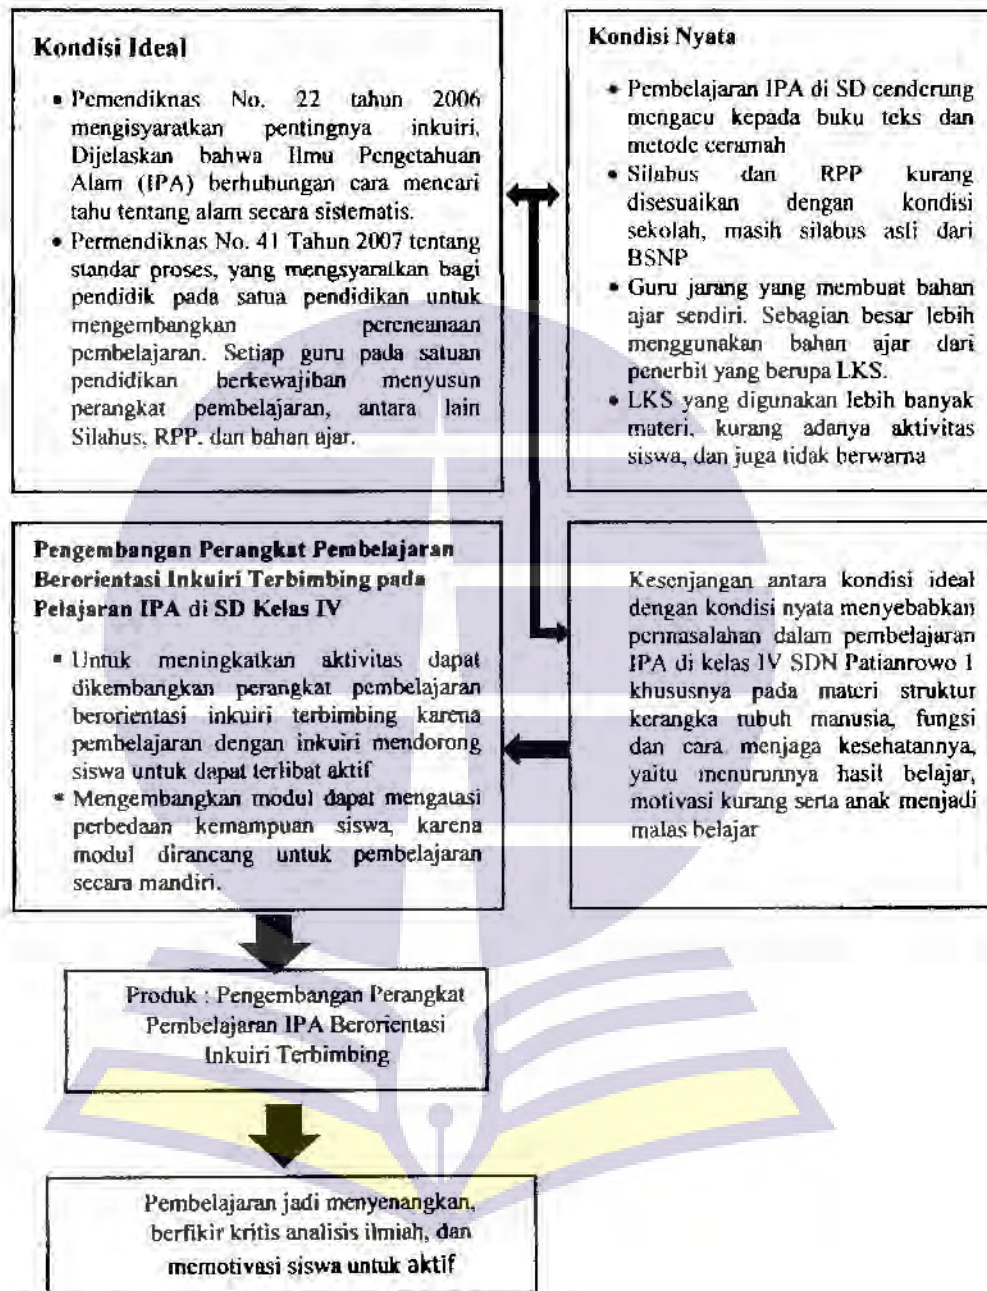 Kondisi Ideal
• Pemendiknas No. 22 tahun 2006
mengisyaratkan pentingnya inkuiri,
Dijelaskan bahwa Ilmu Pengetahuan
Alam (IPA) berhubungan cara mencari
tahu tentang alam secara sistematis.
• Permendiknas No. 41 Tahun 2007 tentang
standar proses, yang mengsyaratkan bagi
pendidik pada satua pendidikan untuk
mengembangkan perencanaan
pembelajaran. Setiap guru pada satuan
pendidikan berkewajiban menyusun
perangkat pembelajaran, antara lain
Silabus, RPP. dan bahan ajar.
Kondisi Nyata
• Pembelajaran IPA di SD cenderung
mengacu kepada buku teks dan
metode ceramah
• Silabus dan RPP kurang
disesuaikan dengan kondisi
sekolah, masih silabus asli dari
BSNP
• Guru jarang yang membuat bahan
ajar sendiri. Sebagian besar lebih
menggunakan bahan ajar dari
penerbit yang berupa LKS.
• LKS yang digunakan lebih banyak
materi, kurang adanya aktivitas
siswa, dan juga tidak berwarna
Kesenjangan antara kondisi ideal
dengan kondisi nyata menyebabkan
permasalahan dalam pembelajaran
IPA di kelas IV SDN Patianrowo 1
khususnya pada materi struktur
kerangka tubuh manusia, fungsi
dan cara menjaga kesehatannya,
yaitu menurunnya hasil belajar,
motivasi kurang serta anak menjadi
malas belajar
Pengembangan Perangkat Pembelajaran
Berorientasi Inkuiri Terbimbing pada
Pelajaran IPA di SD Kelas IV
• Untuk meningkatkan aktivitas dapat
dikembangkan perangkat pembelajaran
berorientasi inkuiri terbimbing karena
pembelajaran dengan inkuiri mendorong
siswa untuk dapat terlibat aktif
• Mengembangkan modul dapat mengatasi
perbedaan kemampuan siswa, karena
modul dirancang untuk pembelajaran
secara mandiri.
Produk : Pengembangan Perangkat
Pembelajaran IPA Berorientasi
Inkuiri Terbimbing
Pembelajaran jadi menyenangkan,
berfikir kritis analisis ilmiah, dan
memotivasi siswa untuk aktif